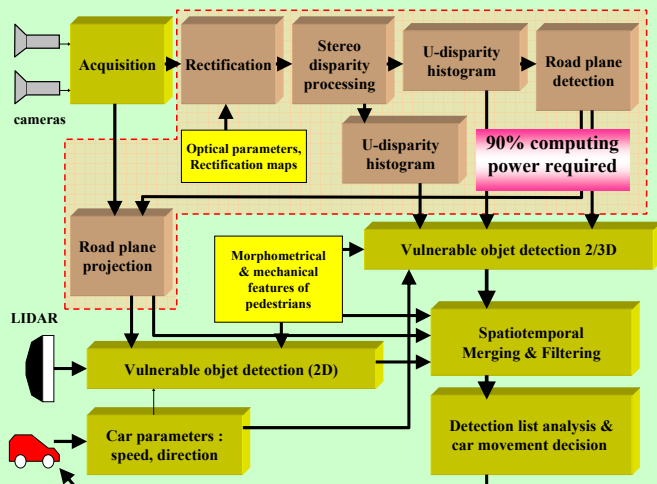 Acquisition
Rectification
Stereo
disparity
processing
U-disparity
histogram
Road plane
detection
cameras
Optical parameters,
Rectification maps
U-disparity
histogram
90% computing
power required
Road plane
projection
Morphometrical
& mechanical
features of
pedestrians
Vulnerable objet detection 2/3D
LIDAR
Spatiotemporal
Merging & Filtering
Vulnerable objet detection (2D)
Car parameters :
speed, direction
Detection list analysis &
car movement decision